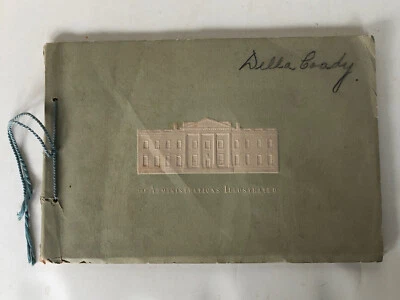 Della Coady.
Administrations Illustrated